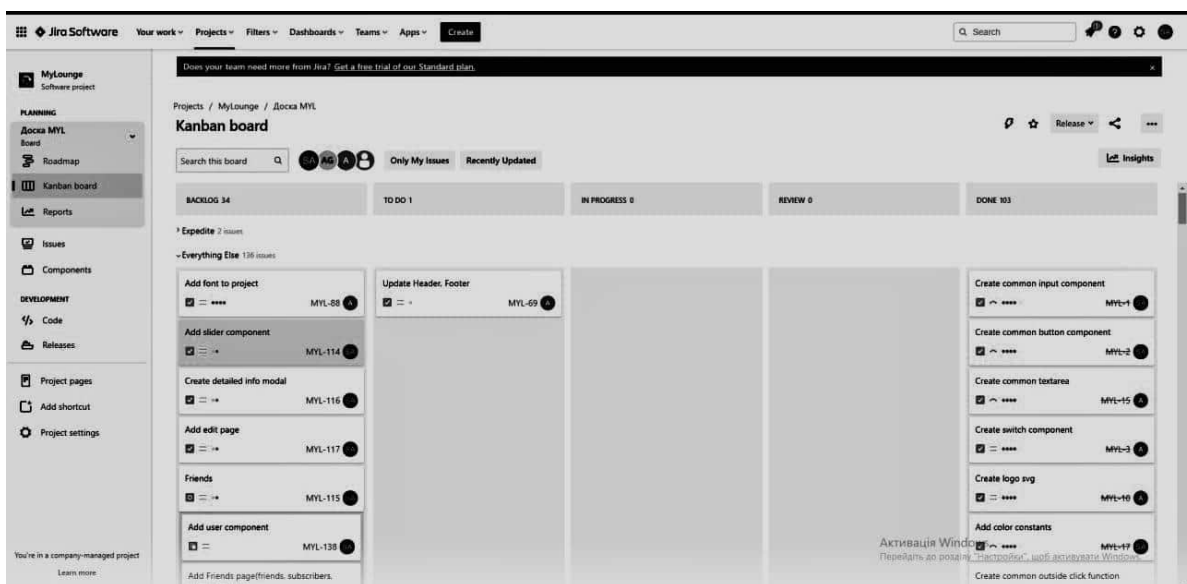 Jira Software Your work Projects Filters Dashboards Teams Apps Create Search
MyLounge
Software project
Does your team need more from Jira? Get a free trial of our Standard plan.
PLANNING
Доска MYL
Board
Roadmap
Kanban board
Reports
Issues
Components
DEVELOPMENT
Code
Releases
Project pages
Add shortcut
Project settings
You're in a company-managed project
Learn more
Projects / MyLounge / Доска MYL
Kanban board
Release
Search this board
SA AG A
Only My Issues Recently Updated
Insights
BACKLOG 34
TO DO 1
IN PROGRESS 0
REVIEW 0
DONE 103
Expedite 2 issues
Everything Else 136 issues
Add font to project
MYL-88 A
Add slider component
MYL-114
Create detailed info modal
MYL-116
Add edit page
MYL-117
Friends
MYL-115
Add user component
MYL-138
Add Friends page(friends, subscribers,
Update Header, Footer
MYL-69 A
Create common input component
MYL-1
Create common button component
MYL-2
Create common textarea
MYL-15 A
Create switch component
MYL-3 A
Create logo svg
MYL-10 A
Add color constants
MYL-17
Create common outside click function
Активація Windows
Перейдіть до розділу "Настройки", щоб активувати Windows.